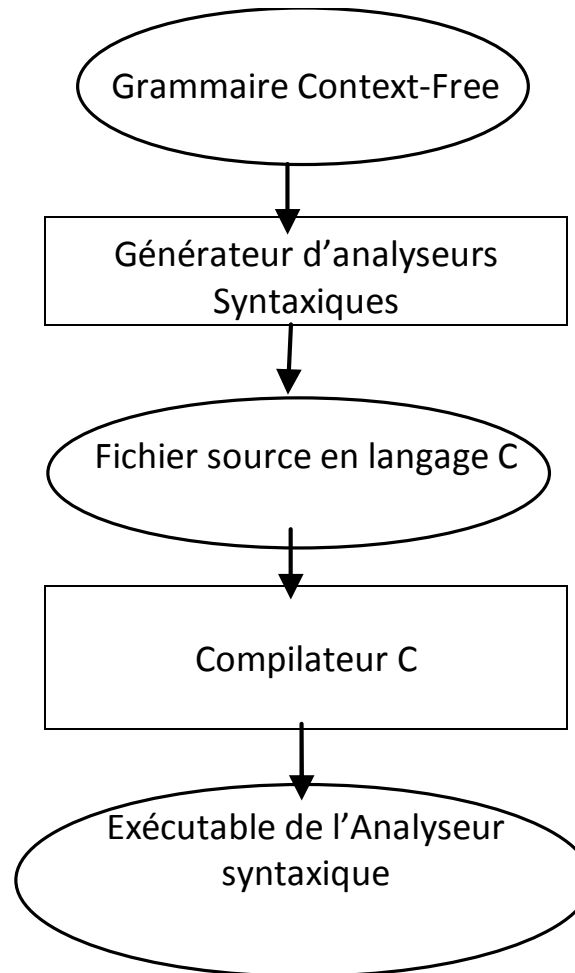 Grammaire Context-Free
Générateur d’analyseurs
Syntaxiques
Fichier source en langage C
Compilateur C
Exécutable de l’Analyseur
syntaxique